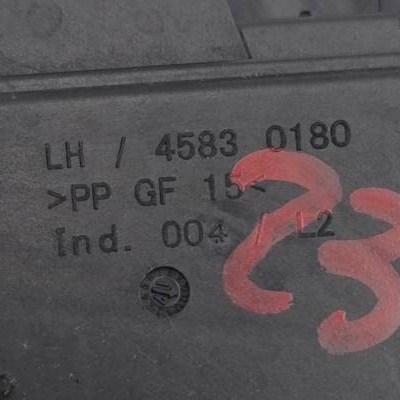 LH / 4583 0180
>PP GF 15<
Ind. 004 / L2
23